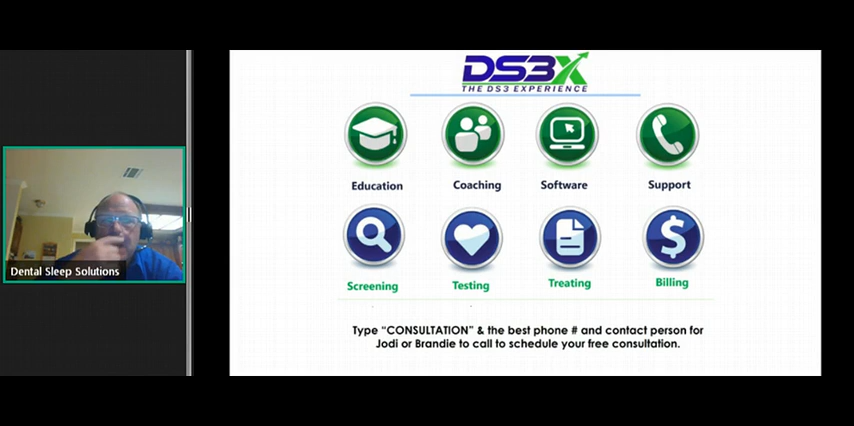 DS3X
THE DS3 EXPERIENCE
Education Coaching Software Support
Screening Testing Treating Billing
Type “CONSULTATION” & the best phone # and contact person for
Jodi or Brandie to call to schedule your free consultation.
Dental Sleep Solutions